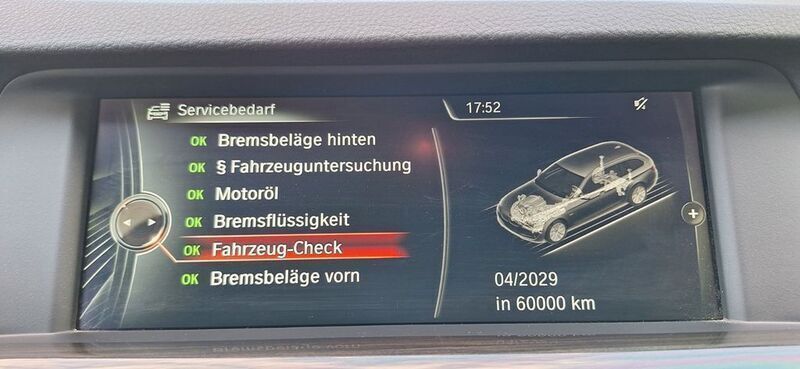 Servicebedarf
17:52
OK Bremsbeläge hinten
OK § Fahrzeuguntersuchung
OK Motoröl
OK Bremsflüssigkeit
OK Fahrzeug-Check
OK Bremsbeläge vorn
04/2029
in 60000 km